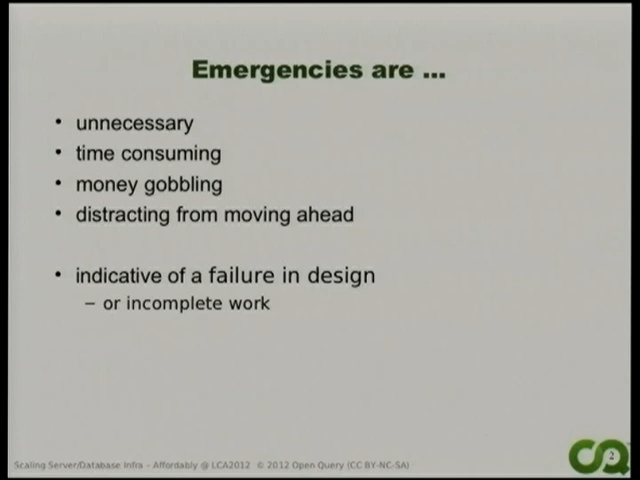 Emergencies are ...
• unnecessary
• time consuming
• money gobbling
• distracting from moving ahead
• indicative of a failure in design
– or incomplete work
Scaling Server/Database Infra - Affordably @ LCA2012 © 2012 Open Query (CC BY-NC-SA)
2